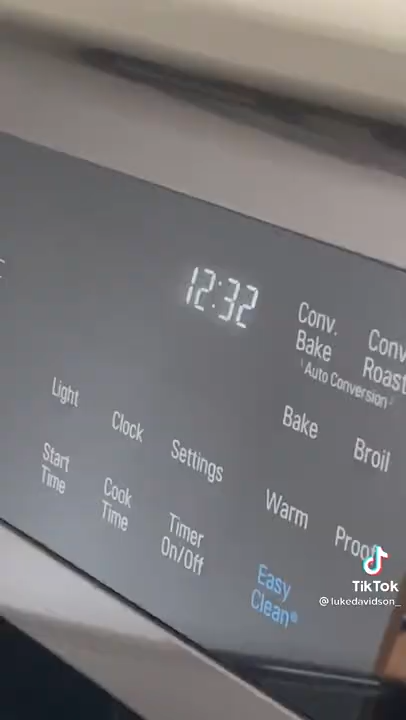 12:32
Conv.
Bake
Conv
Roast
Auto Conversion
Light
Clock
Settings
Bake
Broil
Start
Time
Cook
Time
Timer
On/Off
Warm
Proof
Easy
Clean®
TikTok
@lukedavidson_